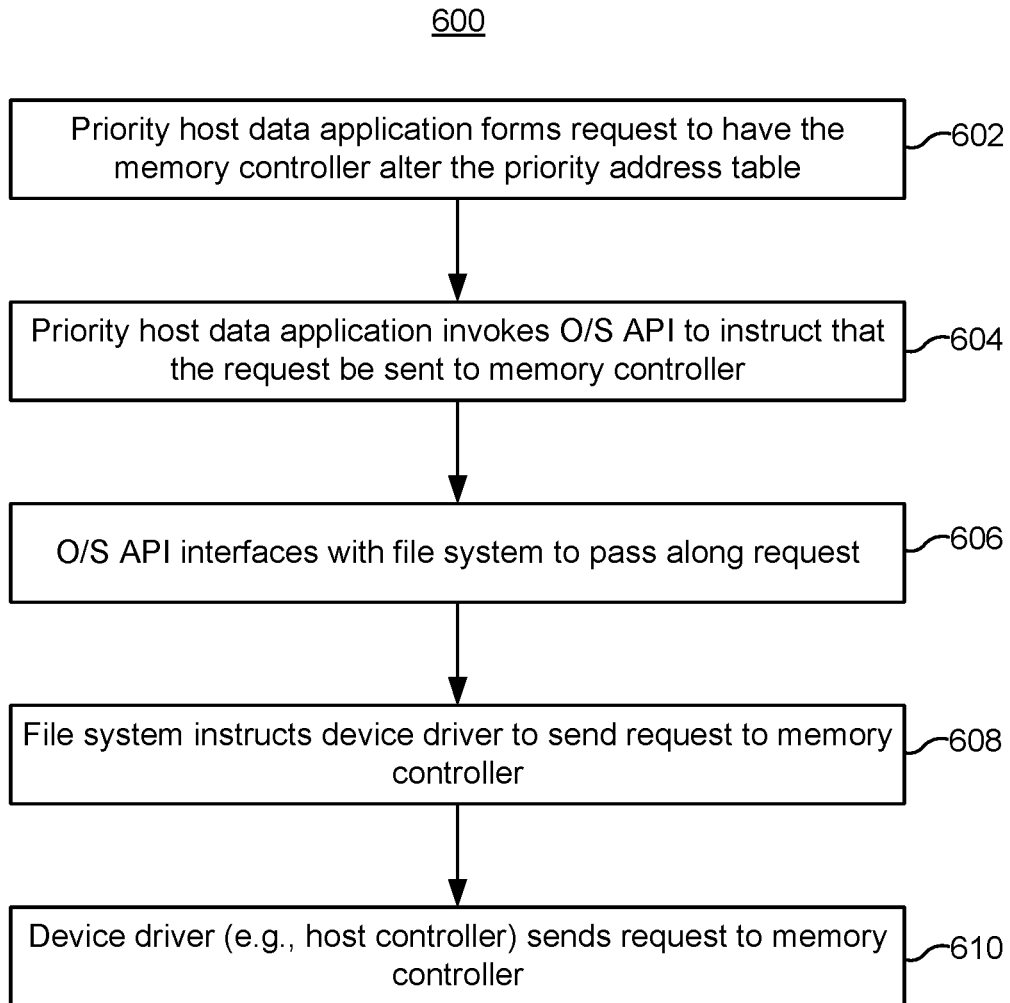 600
Priority host data application forms request to have the
memory controller alter the priority address table
602
Priority host data application invokes O/S API to instruct that
the request be sent to memory controller
604
O/S API interfaces with file system to pass along request
606
File system instructs device driver to send request to memory
controller
608
Device driver (e.g., host controller) sends request to memory
controller
610